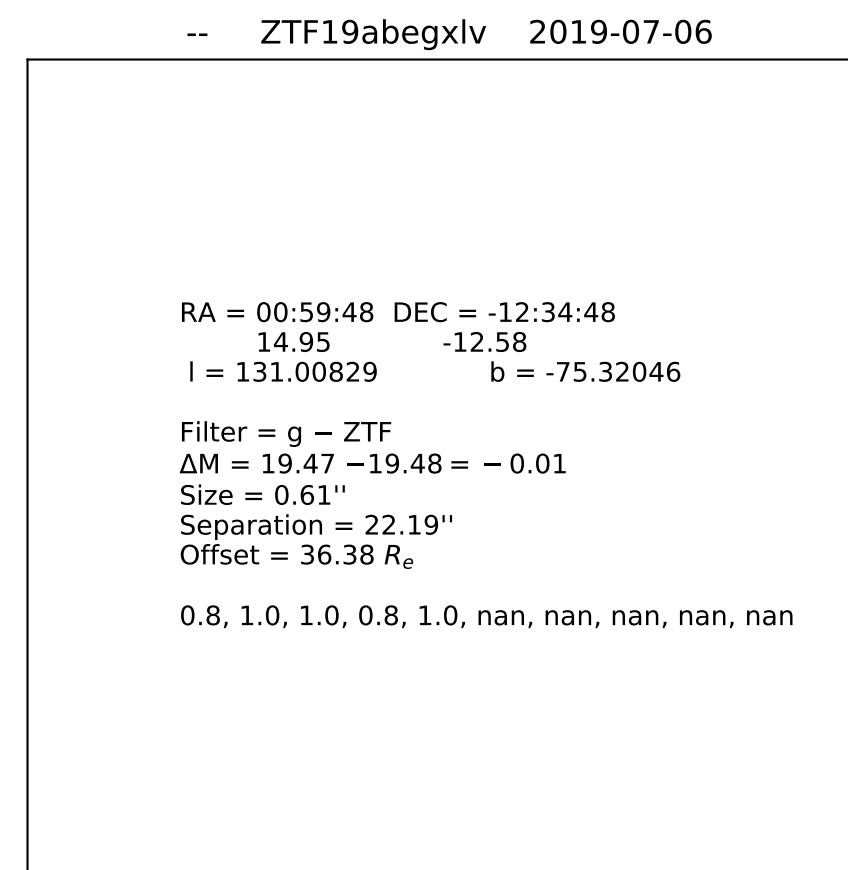 -- ZTF19abegxlv 2019-07-06
RA = 00:59:48 DEC = -12:34:48
14.95 -12.58
l = 131.00829 b = -75.32046
Filter = g − ZTF
ΔM = 19.47 −19.48 = − 0.01
Size = 0.61''
Separation = 22.19''
Offset = 36.38 Rₑ
0.8, 1.0, 1.0, 0.8, 1.0, nan, nan, nan, nan, nan